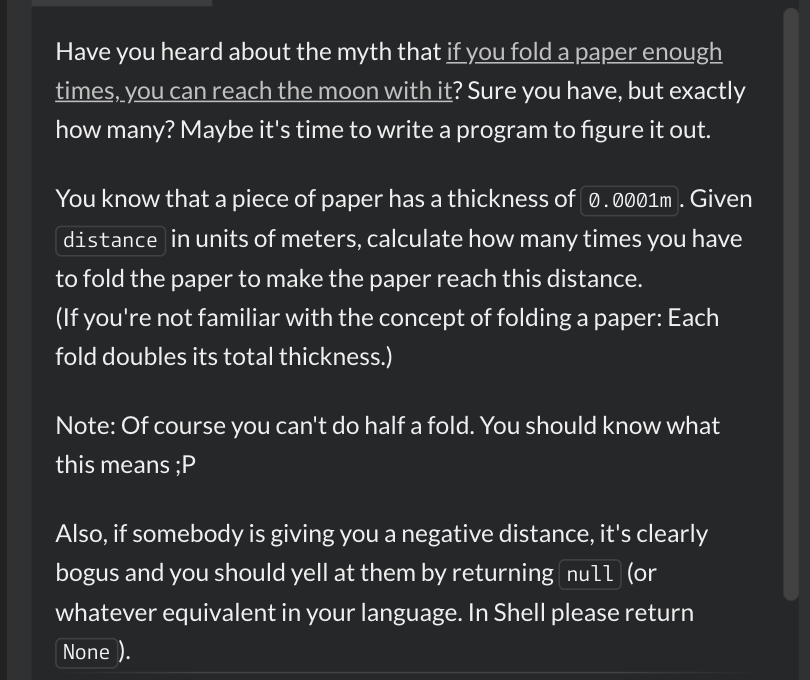 Have you heard about the myth that if you fold a paper enough
times, you can reach the moon with it? Sure you have, but exactly
how many? Maybe it's time to write a program to figure it out.
You know that a piece of paper has a thickness of 0.0001m. Given
distance in units of meters, calculate how many times you have
to fold the paper to make the paper reach this distance.
(If you're not familiar with the concept of folding a paper: Each
fold doubles its total thickness.)
Note: Of course you can't do half a fold. You should know what
this means ;P
Also, if somebody is giving you a negative distance, it's clearly
bogus and you should yell at them by returning null (or
whatever equivalent in your language. In Shell please return
None).